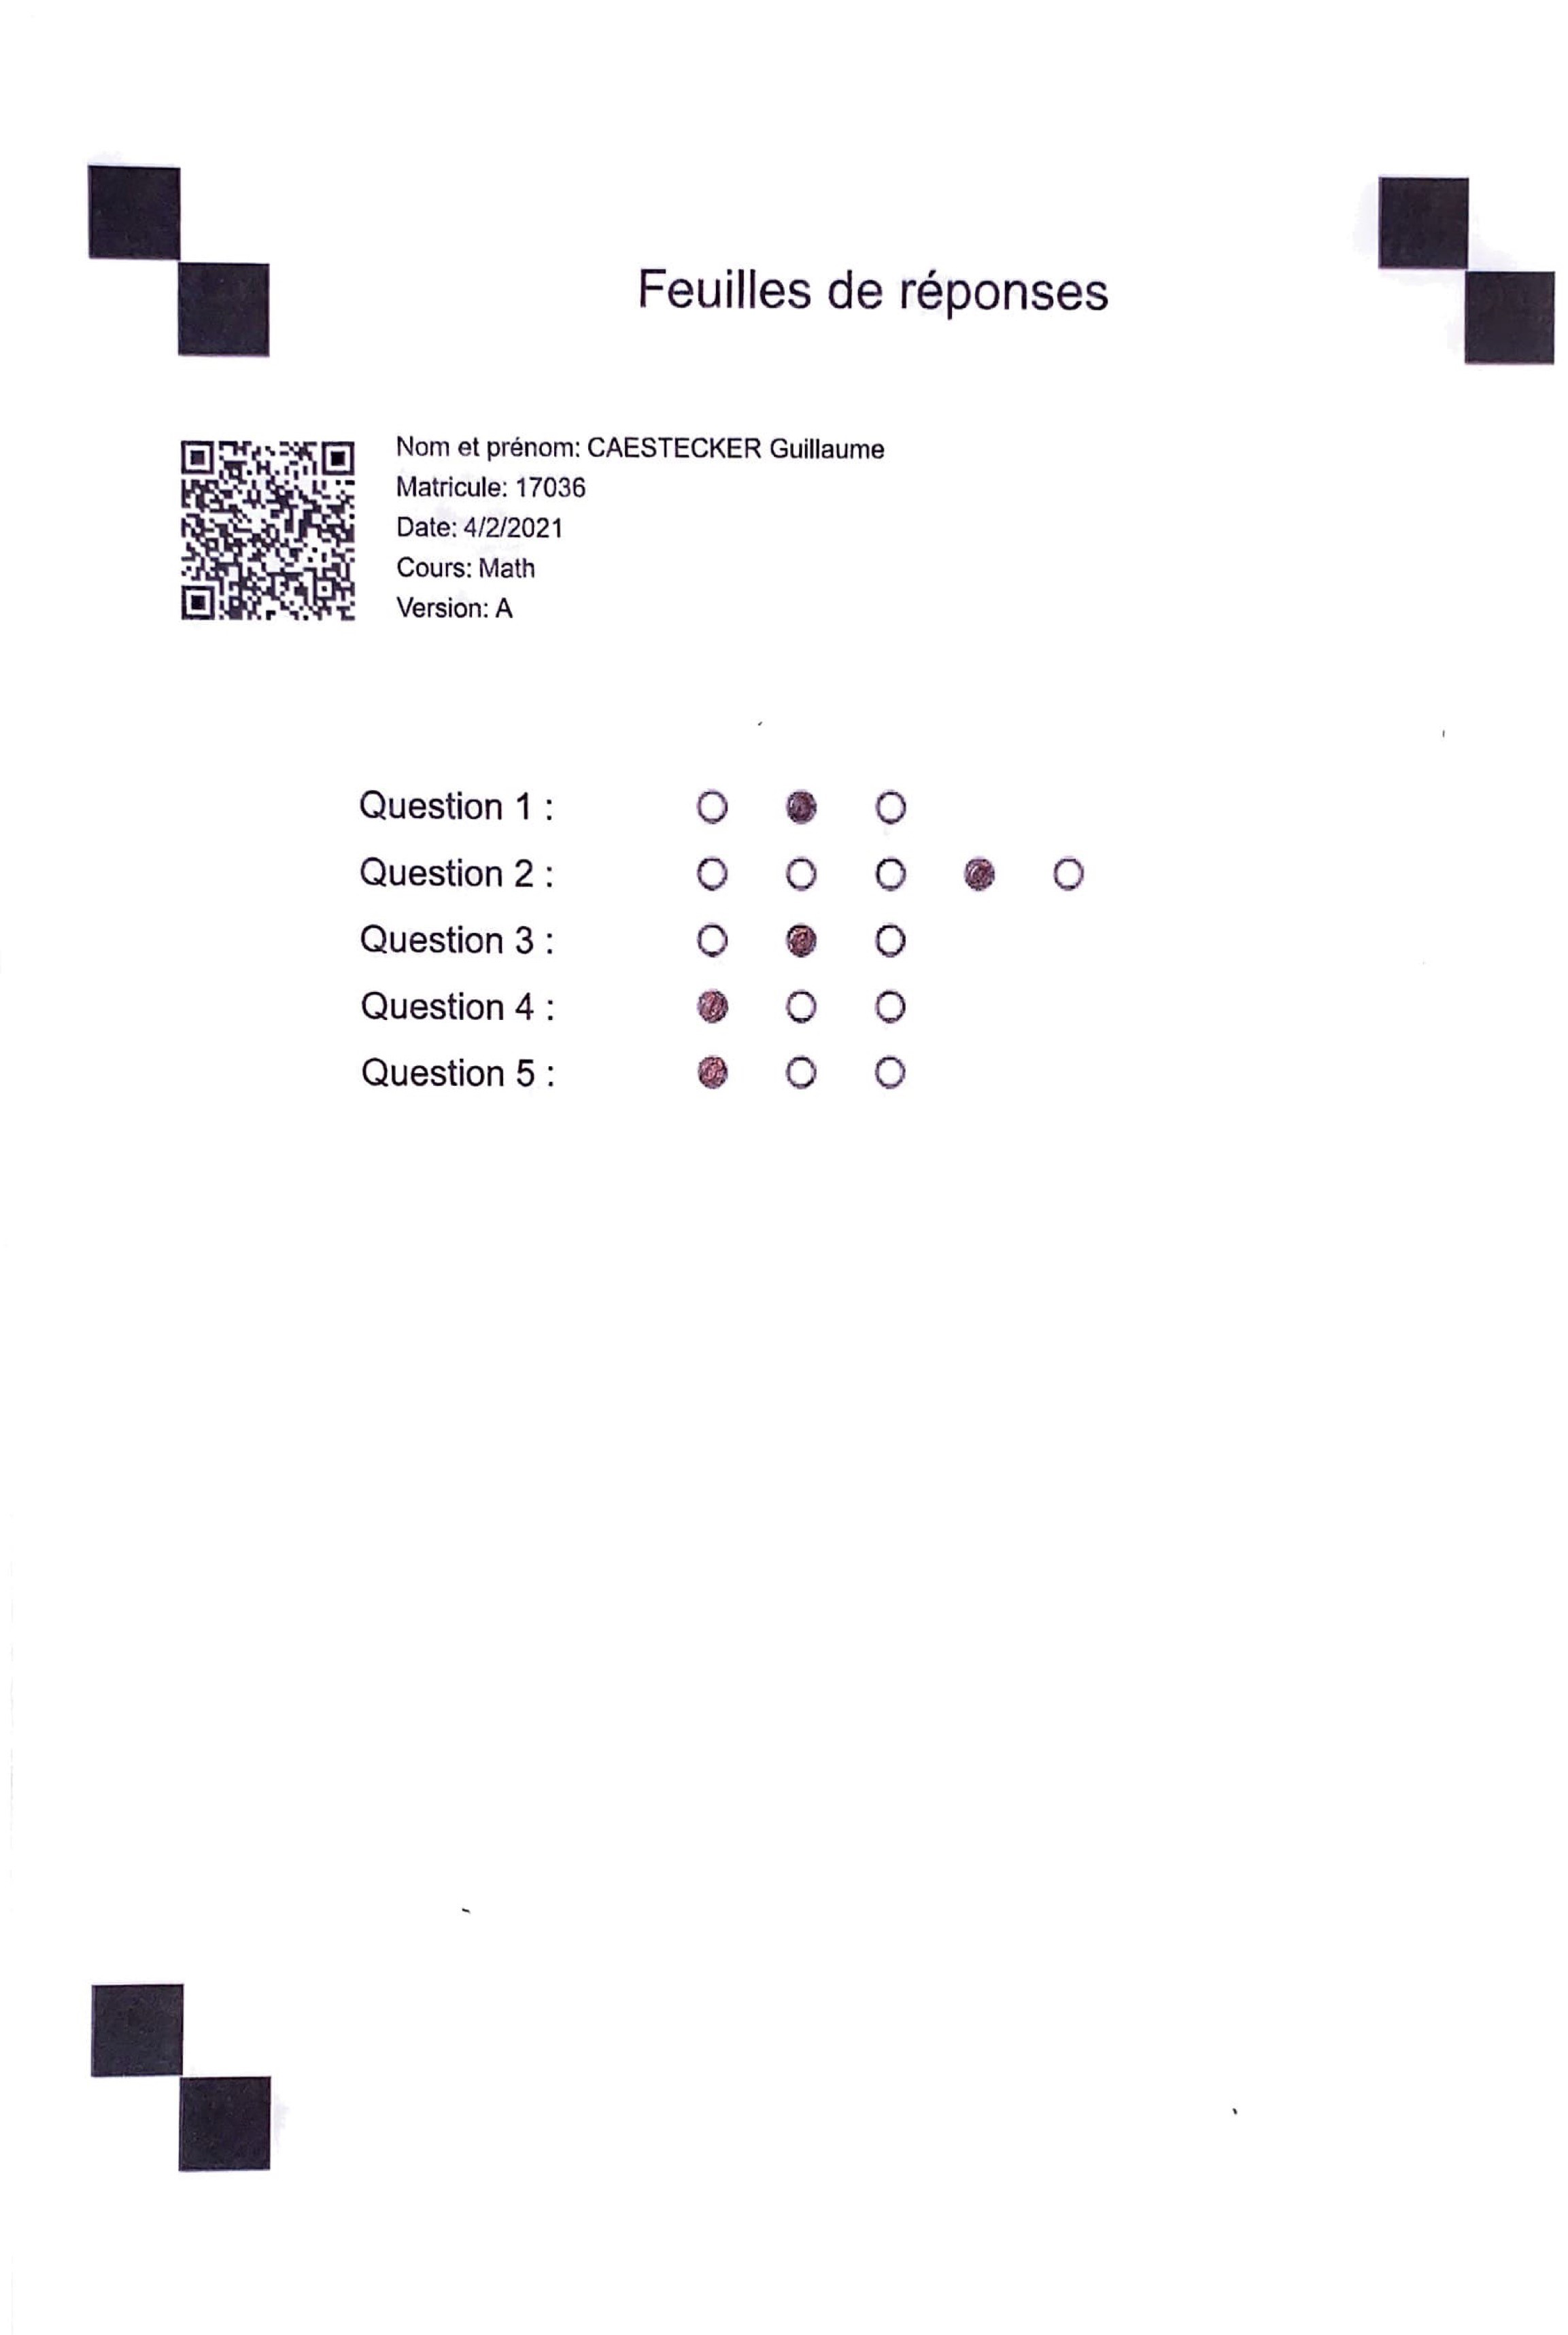 Feuilles de réponses
Nom et prénom: CAESTECKER Guillaume
Matricule: 17036
Date: 4/2/2021
Cours: Math
Version: A
Question 1 :
Question 2 :
Question 3 :
Question 4 :
Question 5 :